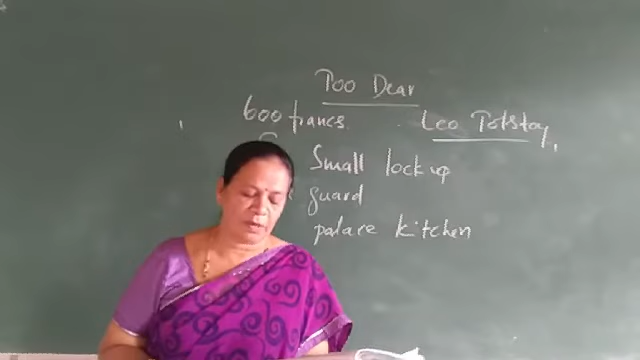 Too Dear
600 francs
Leo Tolstoy,
Small lock up
guard
palace kitchen